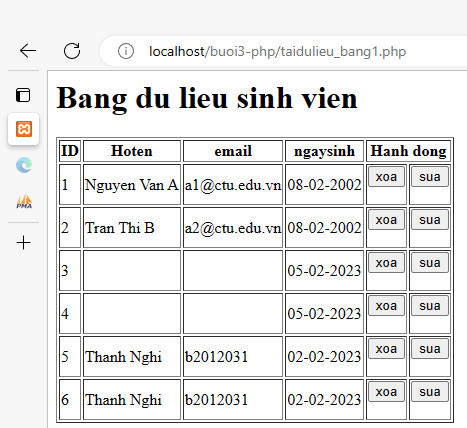 localhost/buoi3-php/taidulieu_bang1.php
Bang du lieu sinh vien
ID Hoten email ngaysinh Hanh dong
1 Nguyen Van A a1@ctu.edu.vn 08-02-2002 xoa sua
2 Tran Thi B a2@ctu.edu.vn 08-02-2002 xoa sua
3 05-02-2023 xoa sua
4 05-02-2023 xoa sua
5 Thanh Nghi b2012031 02-02-2023 xoa sua
6 Thanh Nghi b2012031 02-02-2023 xoa sua
PMA